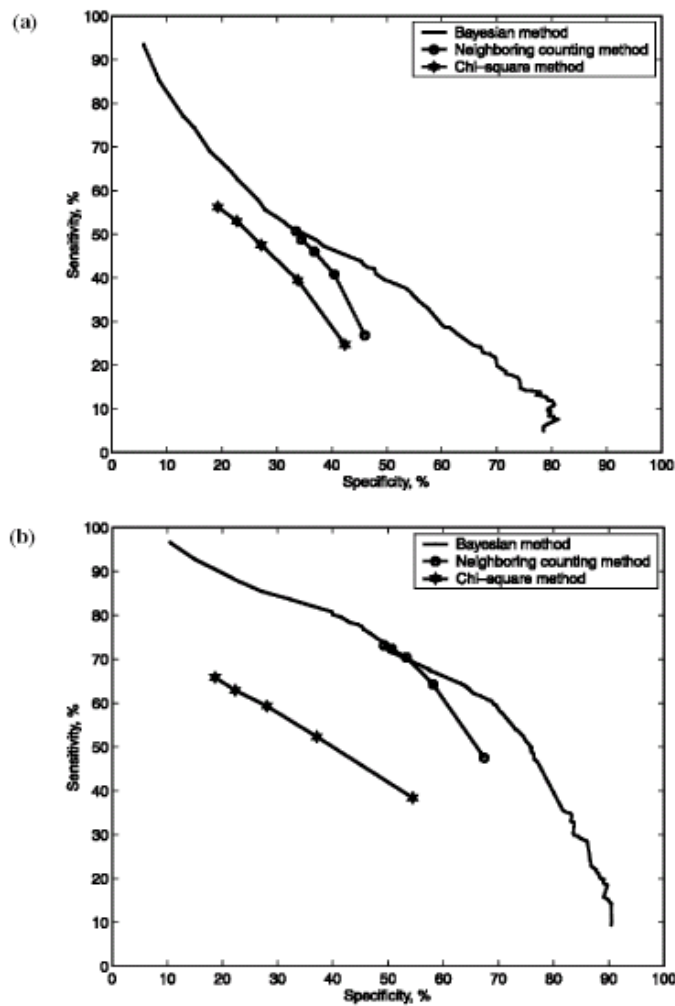 (a)
Bayesian method
Neighboring counting method
Chi-square method
100
90
80
70
60
50
40
30
20
10
0
Sensitivity, %
0 10 20 30 40 50 60 70 80 90 100
Specificity, %
(b)
Bayesian method
Neighboring counting method
Chi-square method
100
90
80
70
60
50
40
30
20
10
0
Sensitivity, %
0 10 20 30 40 50 60 70 80 90 100
Specificity, %